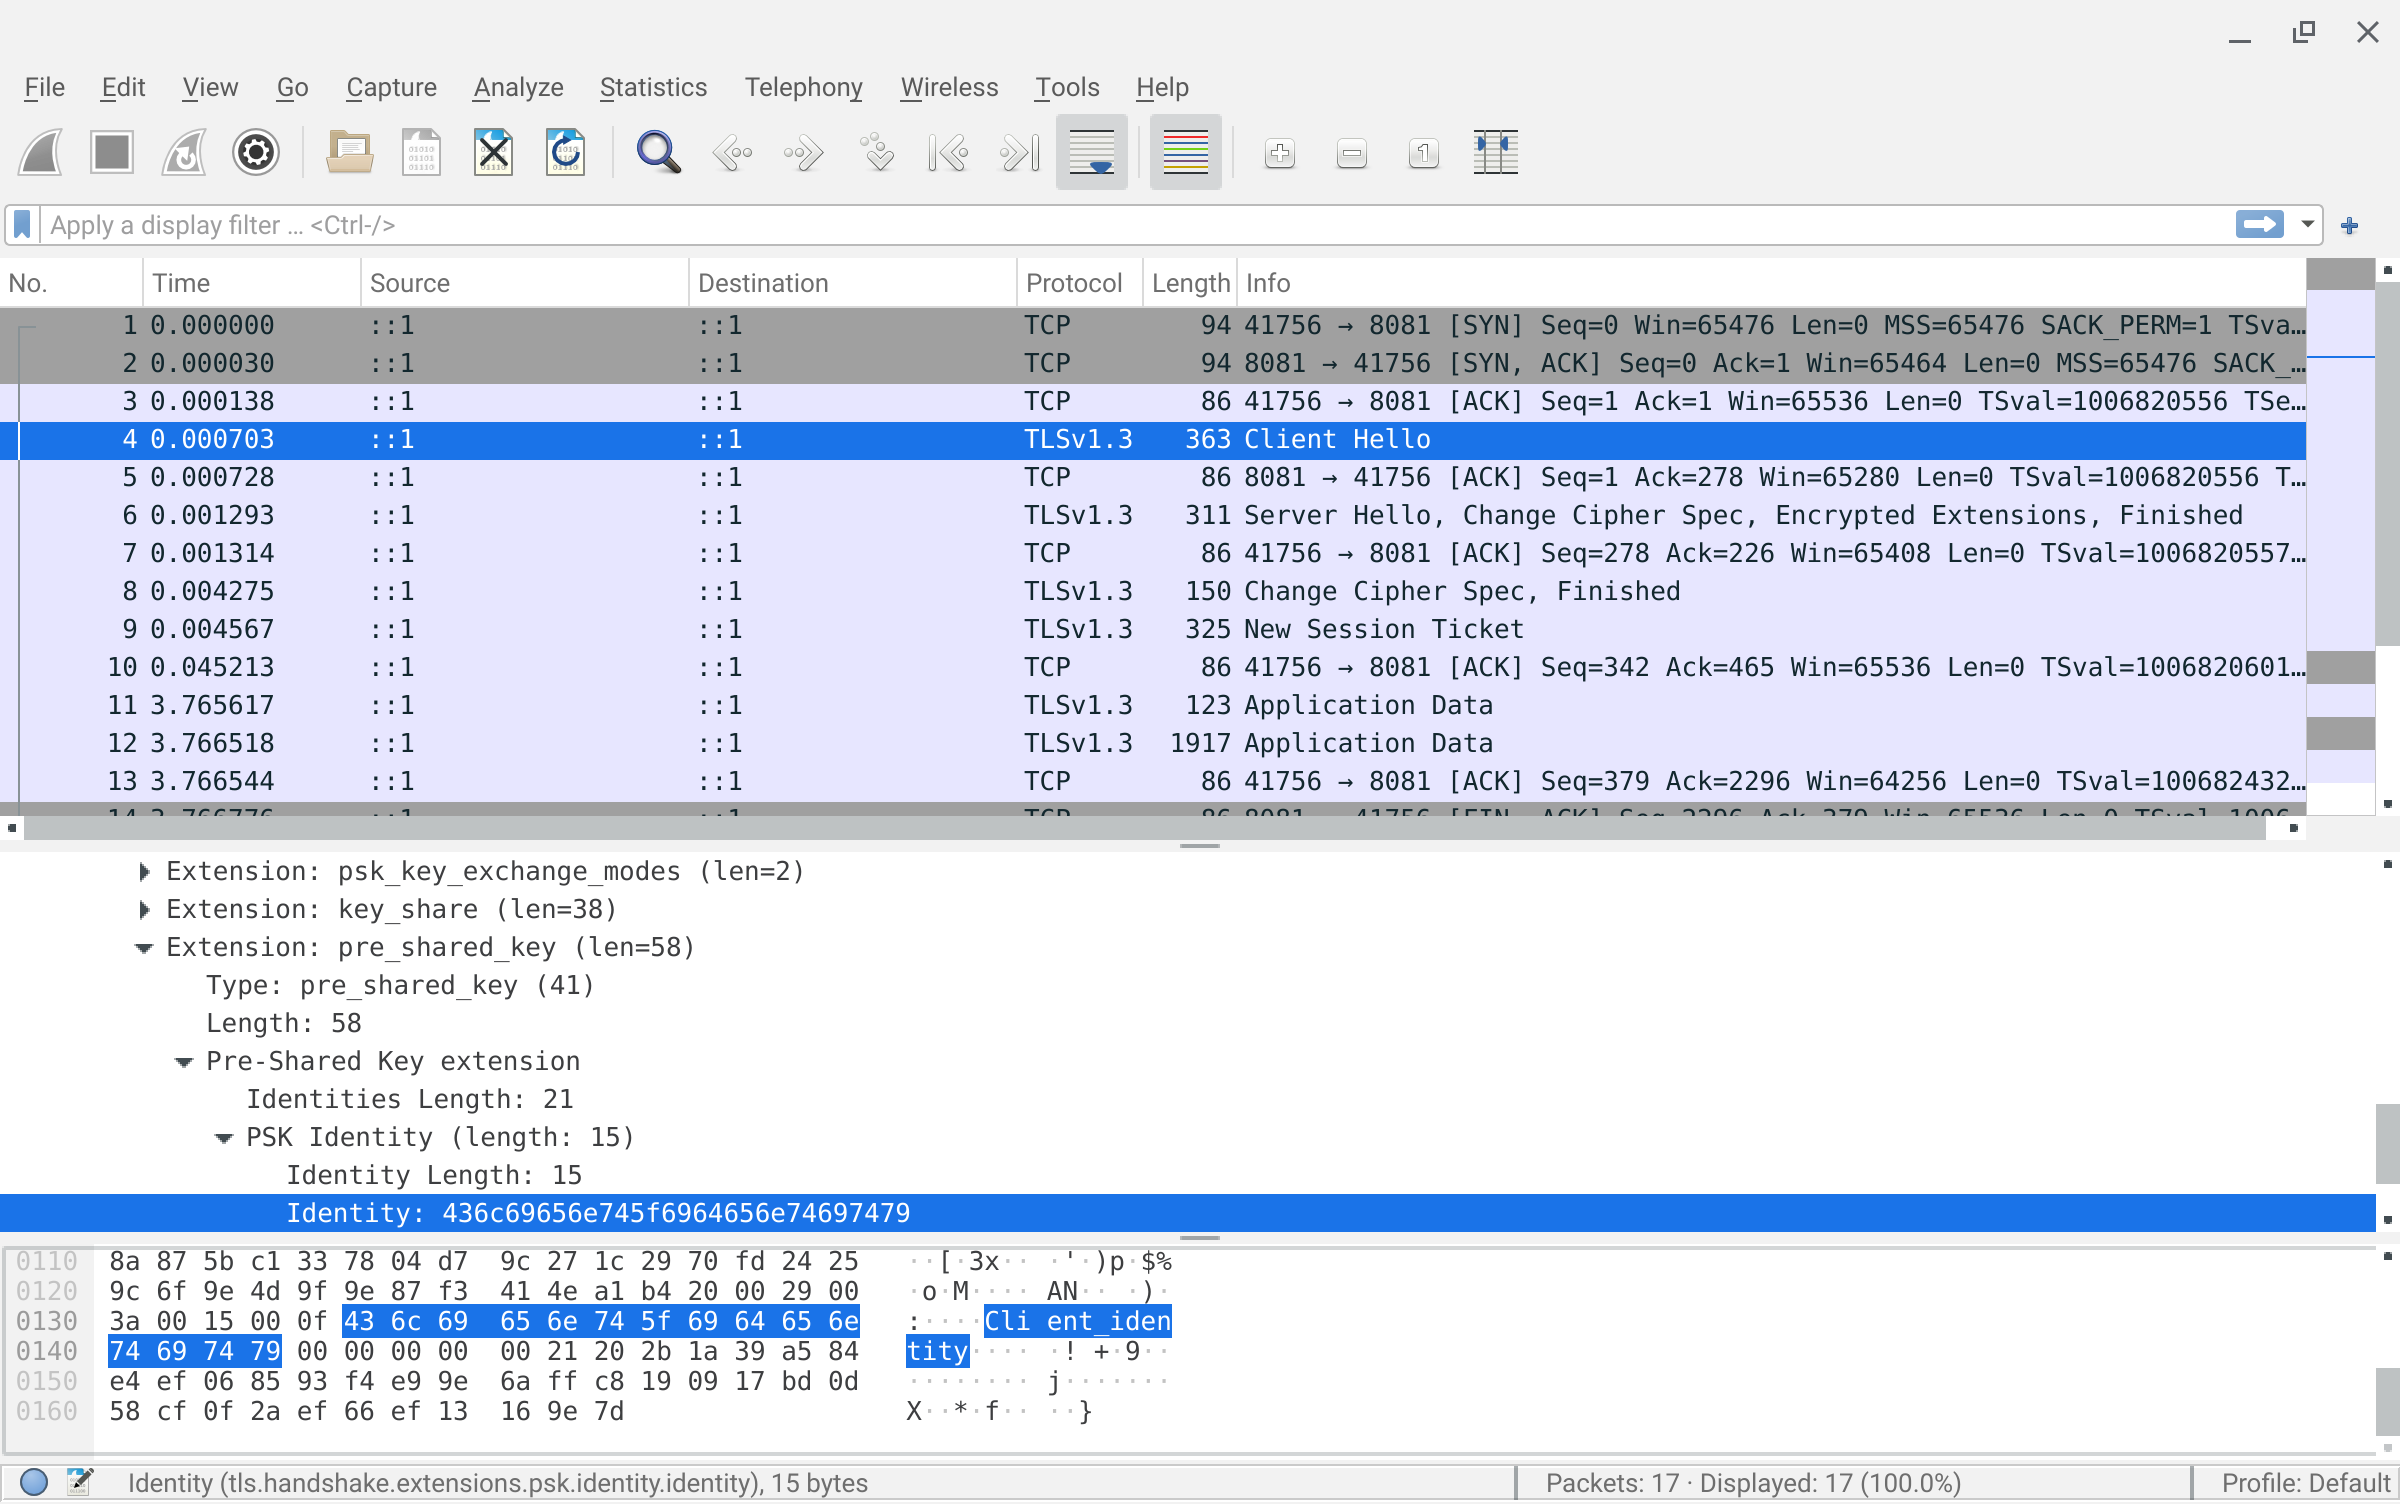 File Edit View Go Capture Analyze Statistics Telephony Wireless Tools Help
Apply a display filter … <Ctrl-/>
No. Time Source Destination Protocol Length Info
1 0.000000 ::1 ::1 TCP 94 41756 → 8081 [SYN] Seq=0 Win=65476 Len=0 MSS=65476 SACK_PERM=1 TSva…
2 0.000030 ::1 ::1 TCP 94 8081 → 41756 [SYN, ACK] Seq=0 Ack=1 Win=65464 Len=0 MSS=65476 SACK_…
3 0.000138 ::1 ::1 TCP 86 41756 → 8081 [ACK] Seq=1 Ack=1 Win=65536 Len=0 TSval=1006820556 TSe…
4 0.000703 ::1 ::1 TLSv1.3 363 Client Hello
5 0.000728 ::1 ::1 TCP 86 8081 → 41756 [ACK] Seq=1 Ack=278 Win=65280 Len=0 TSval=1006820556 T…
6 0.001293 ::1 ::1 TLSv1.3 311 Server Hello, Change Cipher Spec, Encrypted Extensions, Finished
7 0.001314 ::1 ::1 TCP 86 41756 → 8081 [ACK] Seq=278 Ack=226 Win=65408 Len=0 TSval=1006820557…
8 0.004275 ::1 ::1 TLSv1.3 150 Change Cipher Spec, Finished
9 0.004567 ::1 ::1 TLSv1.3 325 New Session Ticket
10 0.045213 ::1 ::1 TCP 86 41756 → 8081 [ACK] Seq=342 Ack=465 Win=65536 Len=0 TSval=1006820601…
11 3.765617 ::1 ::1 TLSv1.3 123 Application Data
12 3.766518 ::1 ::1 TLSv1.3 1917 Application Data
13 3.766544 ::1 ::1 TCP 86 41756 → 8081 [ACK] Seq=379 Ack=2296 Win=64256 Len=0 TSval=100682432…
Extension: psk_key_exchange_modes (len=2)
Extension: key_share (len=38)
Extension: pre_shared_key (len=58)
Type: pre_shared_key (41)
Length: 58
Pre-Shared Key extension
Identities Length: 21
PSK Identity (length: 15)
Identity Length: 15
Identity: 436c69656e745f6964656e74697479
0110 8a 87 5b c1 33 78 04 d7 9c 27 1c 29 70 fd 24 25 ··[·3x·· ·'·)p·$%
0120 9c 6f 9e 4d 9f 9e 87 f3 41 4e a1 b4 20 00 29 00 ·o·M···· AN·· ·)·
0130 3a 00 15 00 0f 43 6c 69 65 6e 74 5f 69 64 65 6e :····Cli ent_iden
0140 74 69 74 79 00 00 00 00 00 21 20 2b 1a 39 a5 84 tity···· ·! +·9··
0150 e4 ef 06 85 93 f4 e9 9e 6a ff c8 19 09 17 bd 0d ········ j·······
0160 58 cf 0f 2a ef 66 ef 13 16 9e 7d X··*·f·· ··}
Identity (tls.handshake.extensions.psk.identity.identity), 15 bytes Packets: 17 · Displayed: 17 (100.0%) Profile: Default